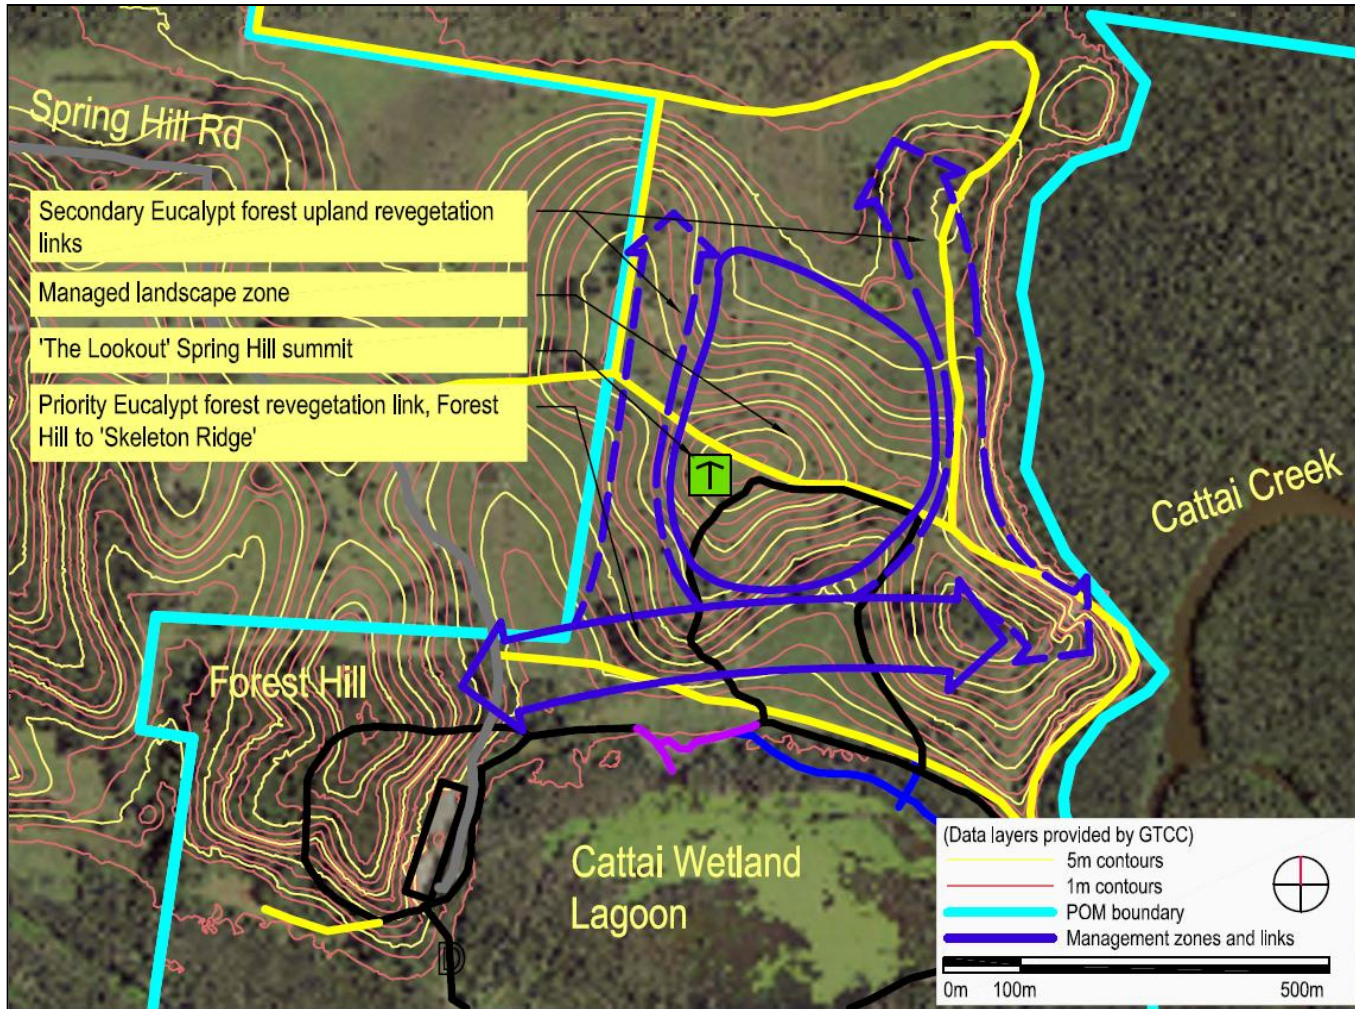 Spring Hill Rd
Secondary Eucalypt forest upland revegetation
links
Managed landscape zone
'The Lookout' Spring Hill summit
Priority Eucalypt forest revegetation link, Forest
Hill to 'Skeleton Ridge'
Cattai Creek
Forest Hill
Cattai Wetland
Lagoon
D
(Data layers provided by GTCC)
5m contours
1m contours
POM boundary
Management zones and links
0m 100m 500m